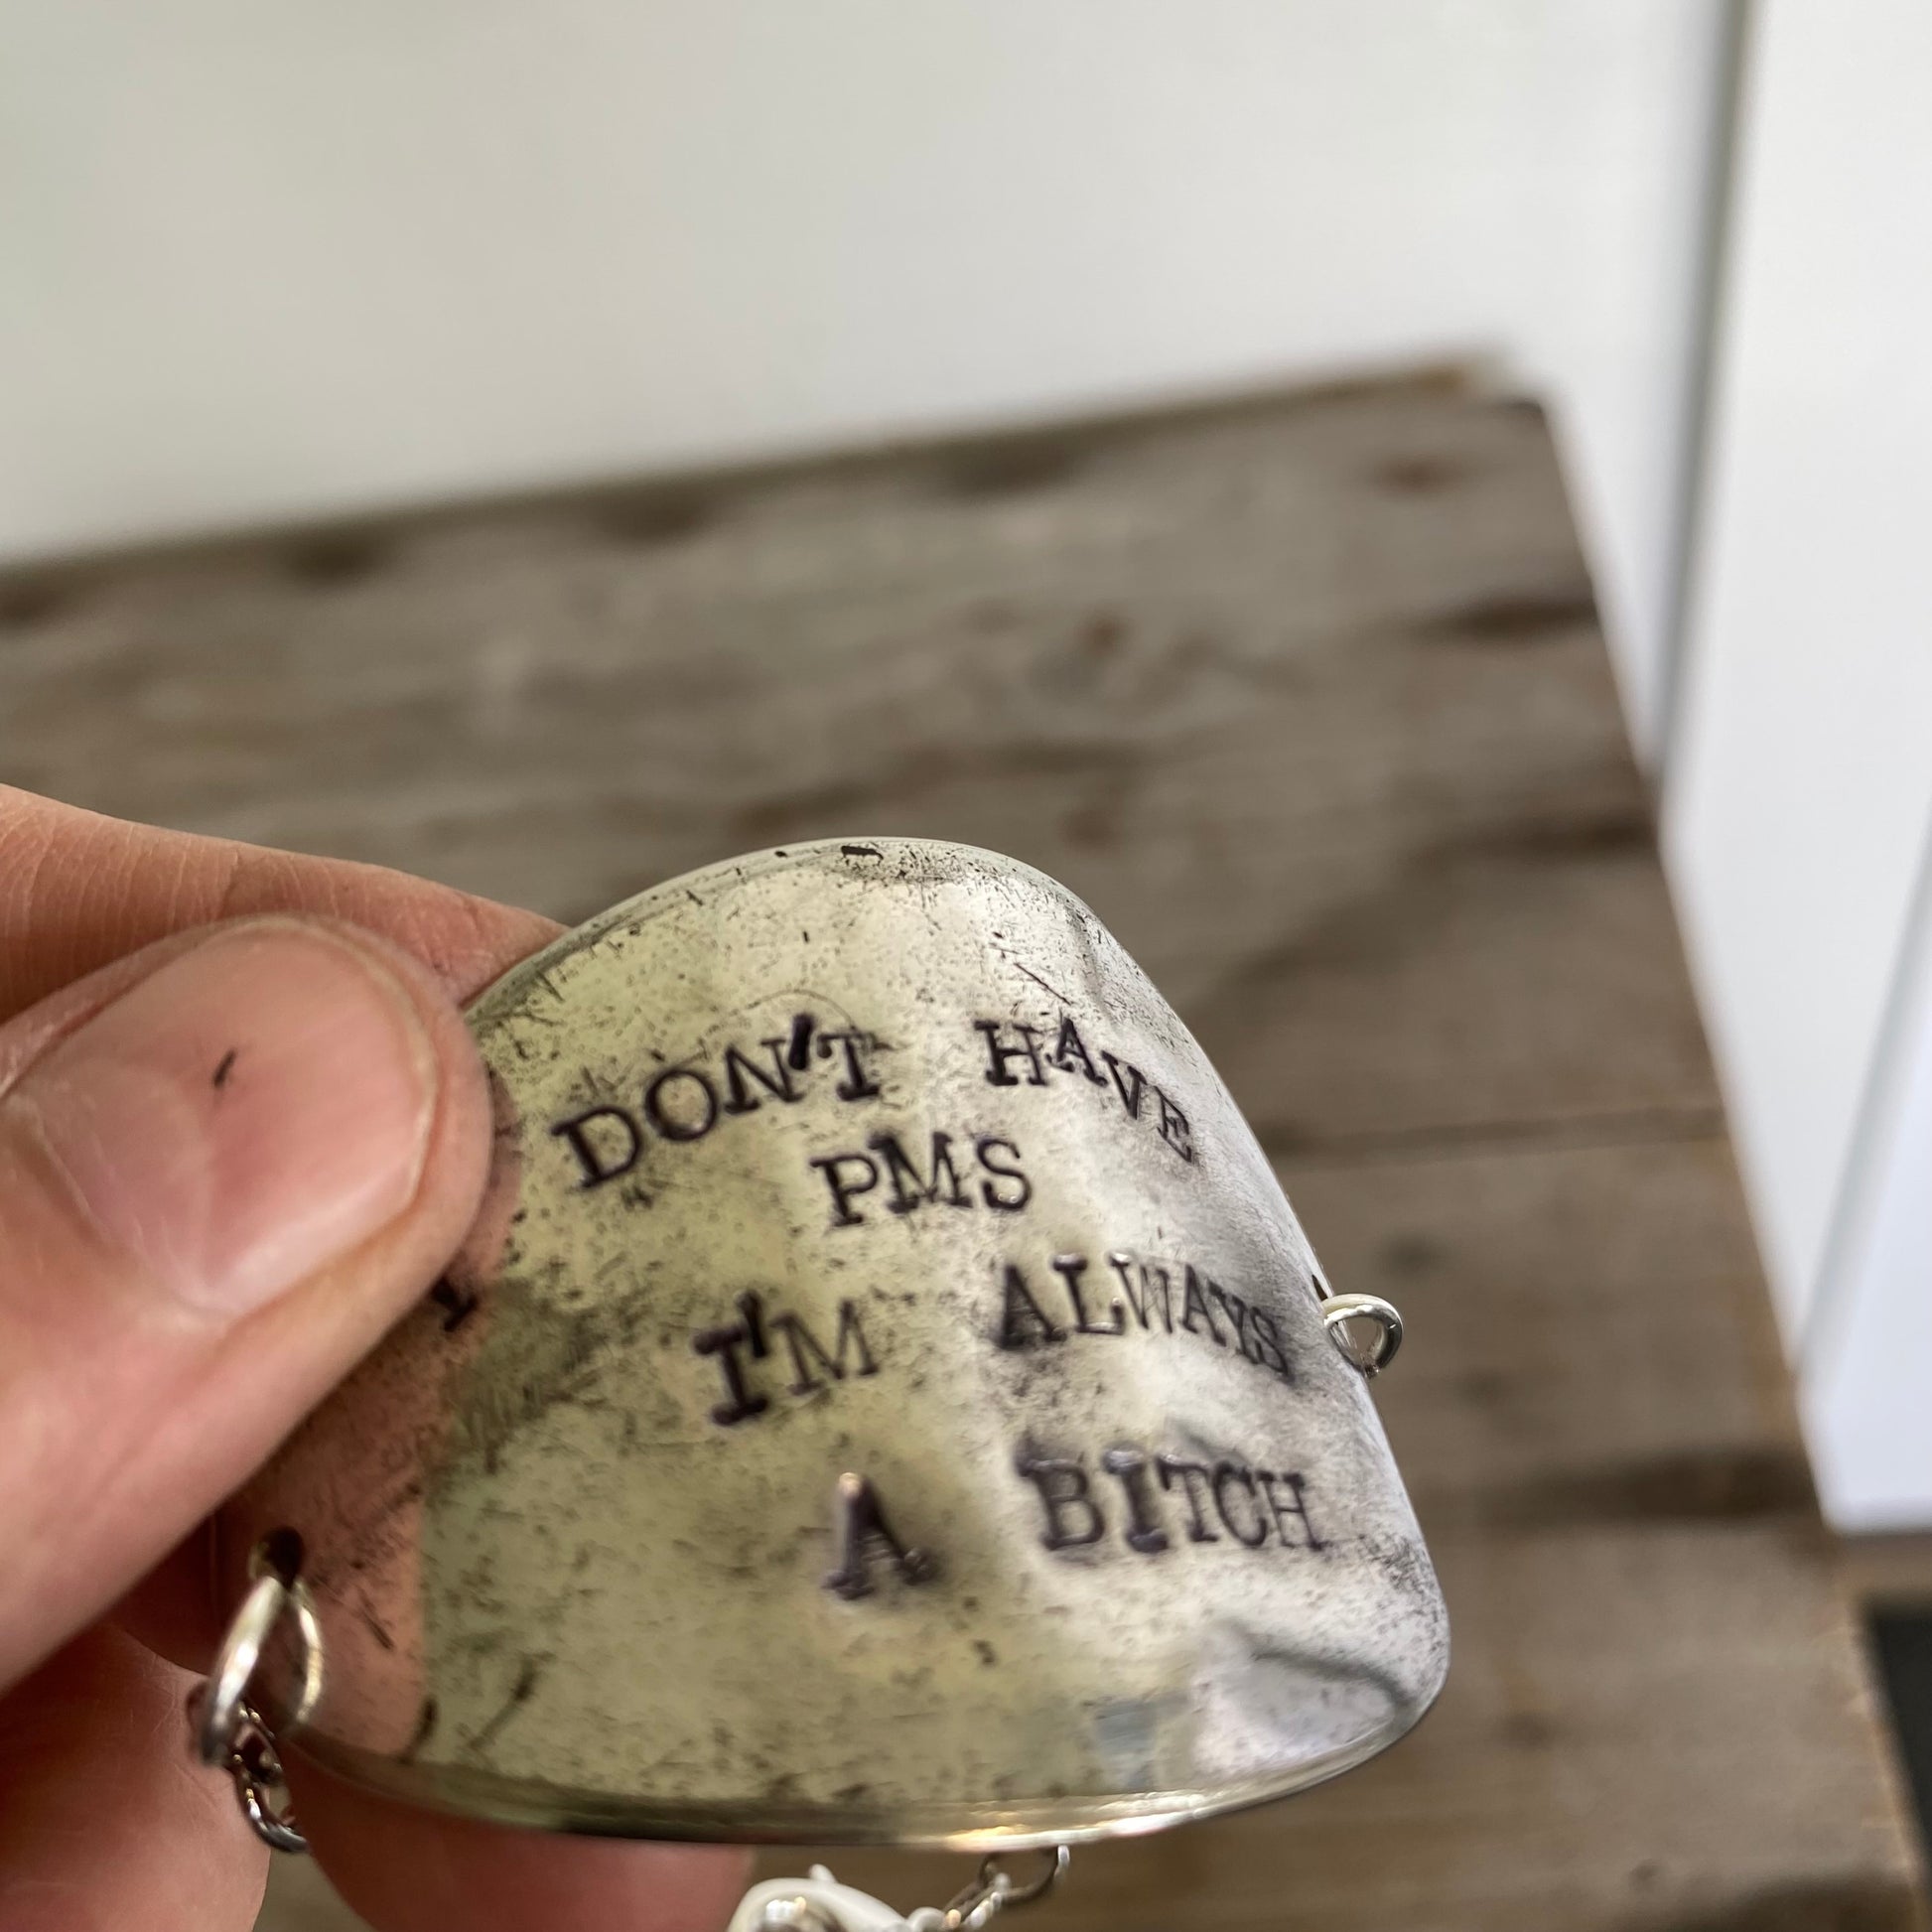 DON'T HAVE
PMS
I'M ALWAYS
A BITCH